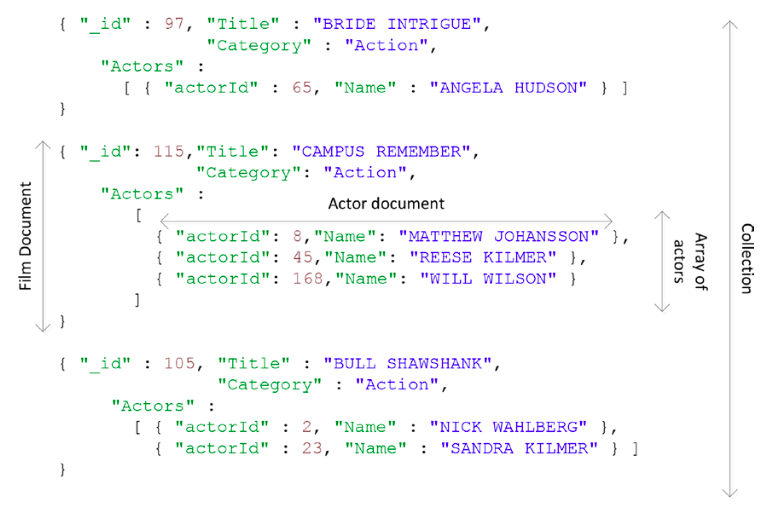 { "_id" : 97, "Title" : "BRIDE INTRIGUE",
"Category" : "Action",
"Actors" :
[ { "actorId" : 65, "Name" : "ANGELA HUDSON" } ]
}
{ "_id": 115,"Title": "CAMPUS REMEMBER",
"Category": "Action",
"Actors" :
Actor document
[
{ "actorId": 8,"Name": "MATTHEW JOHANSSON" },
{ "actorId": 45,"Name": "REESE KILMER" },
{ "actorId": 168,"Name": "WILL WILSON" }
]
}
Film Document
Array of
actors
Collection
{ "_id" : 105, "Title" : "BULL SHAWSHANK",
"Category" : "Action",
"Actors" :
[ { "actorId" : 2, "Name" : "NICK WAHLBERG" },
{ "actorId" : 23, "Name" : "SANDRA KILMER" } ]
}